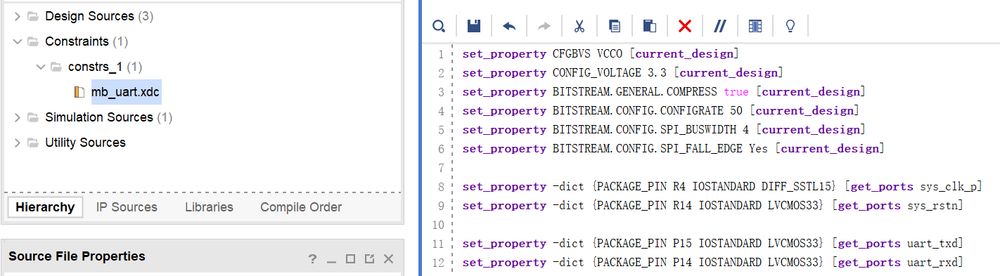 Design Sources (3)
Constraints (1)
constrs_1 (1)
mb_uart.xdc
Simulation Sources (1)
Utility Sources
Hierarchy IP Sources Libraries Compile Order
Source File Properties
?
1 set_property CFGBVS VCCO [current_design]
2 set_property CONFIG_VOLTAGE 3.3 [current_design]
3 set_property BITSTREAM.GENERAL.COMPRESS true [current_design]
4 set_property BITSTREAM.CONFIG.CONFIGRATE 50 [current_design]
5 set_property BITSTREAM.CONFIG.SPI_BUSWIDTH 4 [current_design]
6 set_property BITSTREAM.CONFIG.SPI_FALL_EDGE Yes [current_design]
7
8 set_property -dict {PACKAGE_PIN R4 IOSTANDARD DIFF_SSTL15} [get_ports sys_clk_p]
9 set_property -dict {PACKAGE_PIN R14 IOSTANDARD LVCMOS33} [get_ports sys_rstn]
10
11 set_property -dict {PACKAGE_PIN P15 IOSTANDARD LVCMOS33} [get_ports uart_txd]
12 set_property -dict {PACKAGE_PIN P14 IOSTANDARD LVCMOS33} [get_ports uart_rxd]